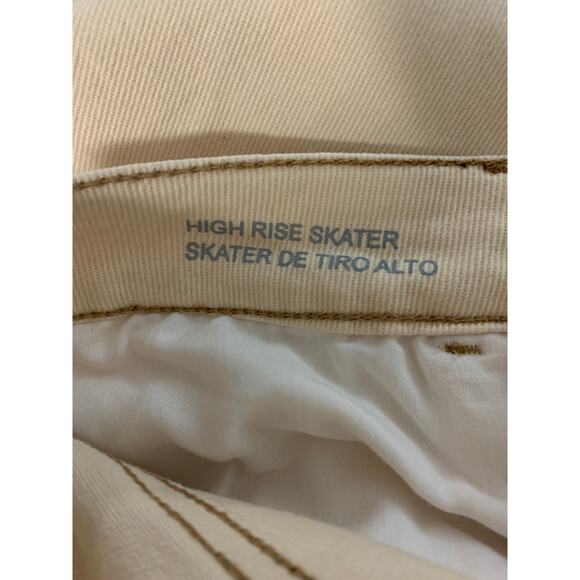 HIGH RISE SKATER
SKATER DE TIRO ALTO